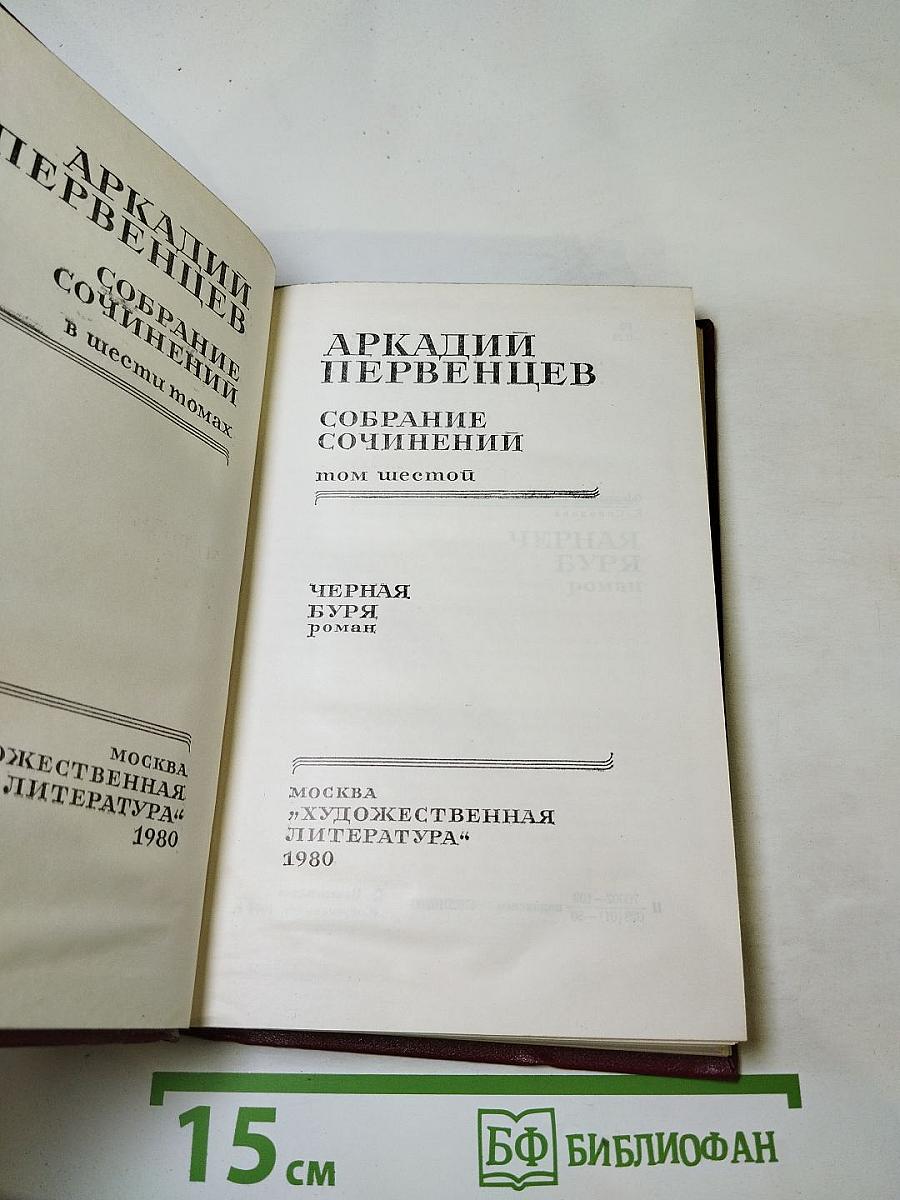 АРКАДИЙ
ПЕРВЕНЦЕВ
СОБРАНИЕ
СОЧИНЕНИЙ
в шести томах
МОСКВА
ЛИТЕРАТУРА“
1980
АРКАДИЙ
ПЕРВЕНЦЕВ
СОБРАНИЕ
СОЧИНЕНИЙ
том шестой
ЧЕРНАЯ
БУРЯ
роман
МОСКВА
„ХУДОЖЕСТВЕННАЯ
ЛИТЕРАТУРА“
1980
15 см
БФ БИБЛИОФАН